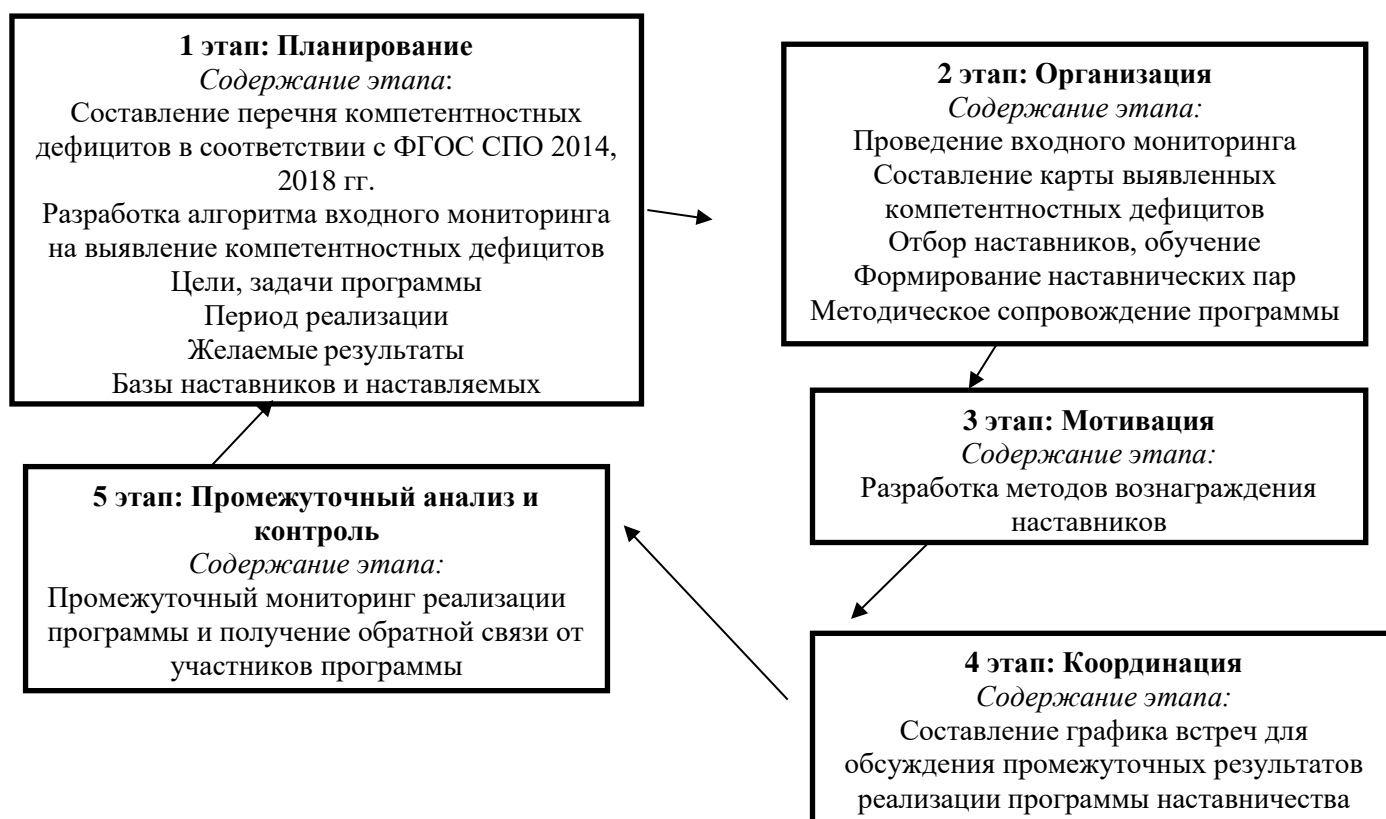 1 этап: Планирование
Содержание этапа:
Составление перечня компетентностных
дефицитов в соответствии с ФГОС СПО 2014,
2018 гг.
Разработка алгоритма входного мониторинга
на выявление компетентностных дефицитов
Цели, задачи программы
Период реализации
Желаемые результаты
Базы наставников и наставляемых
2 этап: Организация
Содержание этапа:
Проведение входного мониторинга
Составление карты выявленных
компетентностных дефицитов
Отбор наставников, обучение
Формирование наставнических пар
Методическое сопровождение программы
3 этап: Мотивация
Содержание этапа:
Разработка методов вознаграждения
наставников
4 этап: Координация
Содержание этапа:
Составление графика встреч для
обсуждения промежуточных результатов
реализации программы наставничества
5 этап: Промежуточный анализ и
контроль
Содержание этапа:
Промежуточный мониторинг реализации
программы и получение обратной связи от
участников программы